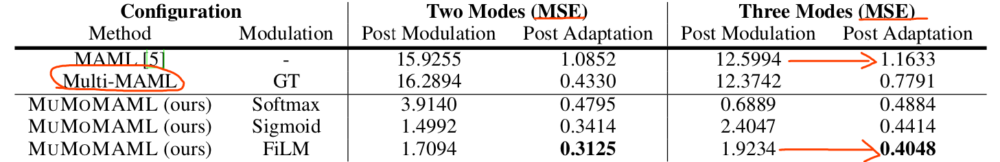 Configuration Two Modes (MSE) Three Modes (MSE)
Method Modulation Post Modulation Post Adaptation Post Modulation Post Adaptation
MAML [5] - 15.9255 1.0852 12.5994 1.1633
Multi-MAML GT 16.2894 0.4330 12.3742 0.7791
MUMOMAML (ours) Softmax 3.9140 0.4795 0.6889 0.4884
MUMOMAML (ours) Sigmoid 1.4992 0.3414 2.4047 0.4414
MUMOMAML (ours) FiLM 1.7094 0.3125 1.9234 0.4048